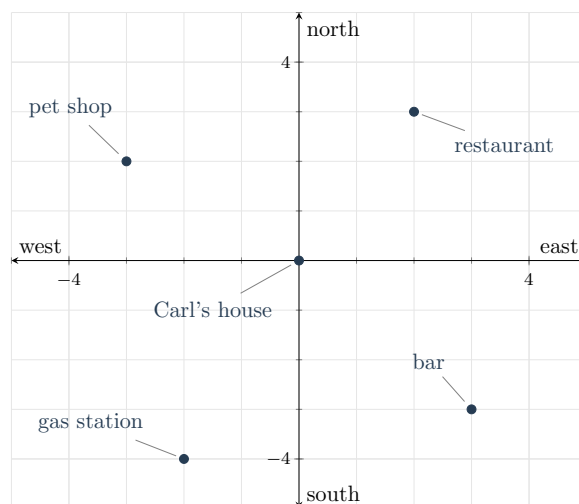 north
4
pet shop
restaurant
west
east
−4
4
Carl's house
bar
gas station
−4
south